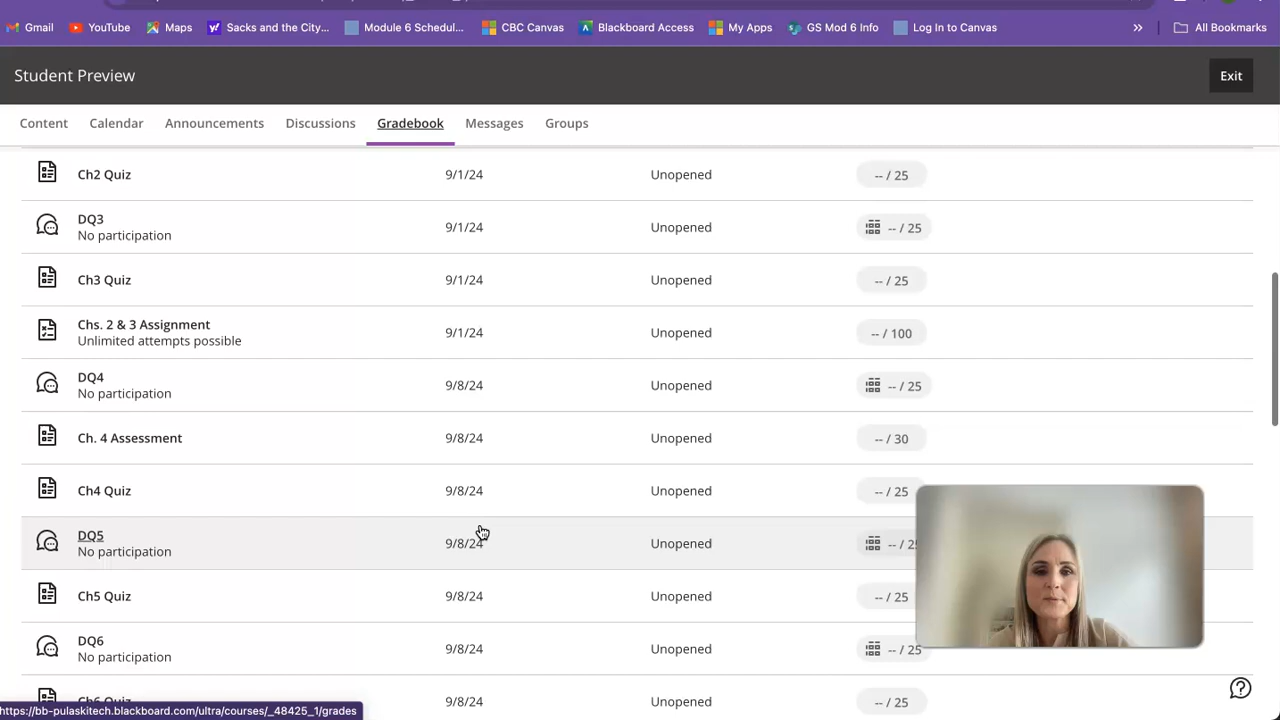 Gmail YouTube Maps Sacks and the City... Module 6 Schedul... CBC Canvas Blackboard Access My Apps GS Mod 6 Info Log In to Canvas » All Bookmarks
Student Preview Exit
Content Calendar Announcements Discussions Gradebook Messages Groups
Ch2 Quiz 9/1/24 Unopened -- / 25
DQ3 9/1/24 Unopened -- / 25
No participation
Ch3 Quiz 9/1/24 Unopened -- / 25
Chs. 2 & 3 Assignment 9/1/24 Unopened -- / 100
Unlimited attempts possible
DQ4 9/8/24 Unopened -- / 25
No participation
Ch. 4 Assessment 9/8/24 Unopened -- / 30
Ch4 Quiz 9/8/24 Unopened -- / 25
DQ5 9/8/24 Unopened -- / 25
No participation
Ch5 Quiz 9/8/24 Unopened -- / 25
DQ6 9/8/24 Unopened -- / 25
No participation
Ch6 Quiz 9/8/24 Unopened -- / 25
https://bb-pulaskitech.blackboard.com/ultra/courses/_48425_1/grades